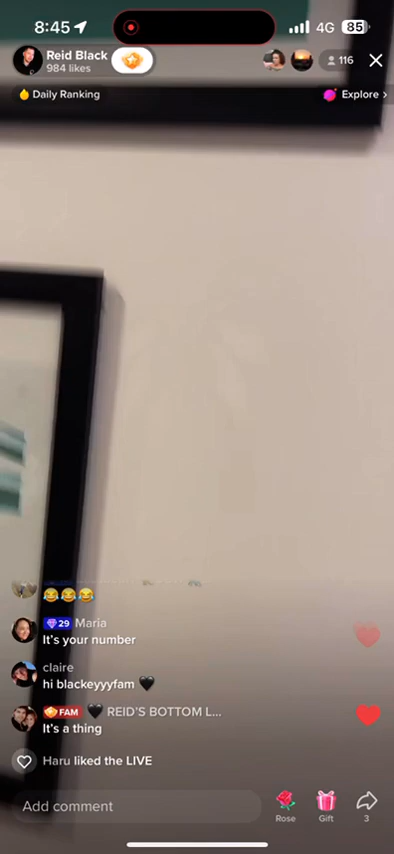 8:45
4G
85
Reid Black
984 likes
116
Daily Ranking
Explore >
😂😂😂
29 Maria
It's your number
claire
hi blackeyyyfam 🖤
FAM 🖤 REID'S BOTTOM L...
It's a thing
Haru liked the LIVE
Add comment
Rose
Gift
3